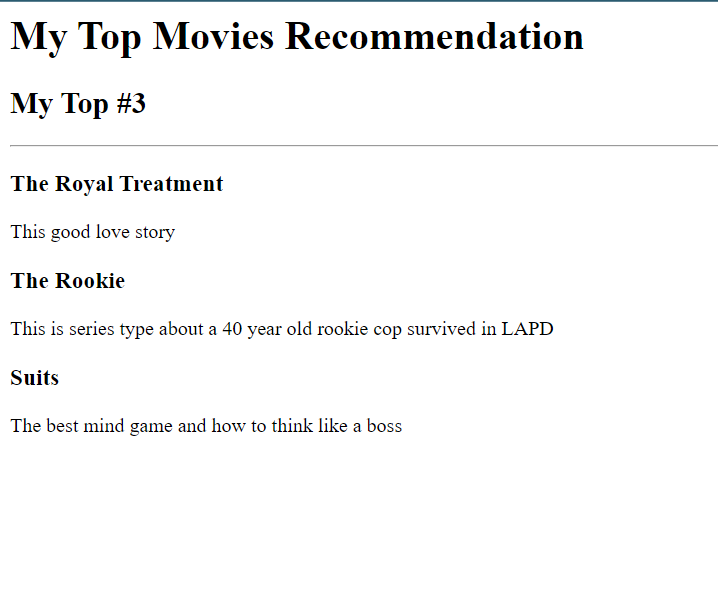 My Top Movies Recommendation
My Top #3
The Royal Treatment
This good love story
The Rookie
This is series type about a 40 year old rookie cop survived in LAPD
Suits
The best mind game and how to think like a boss